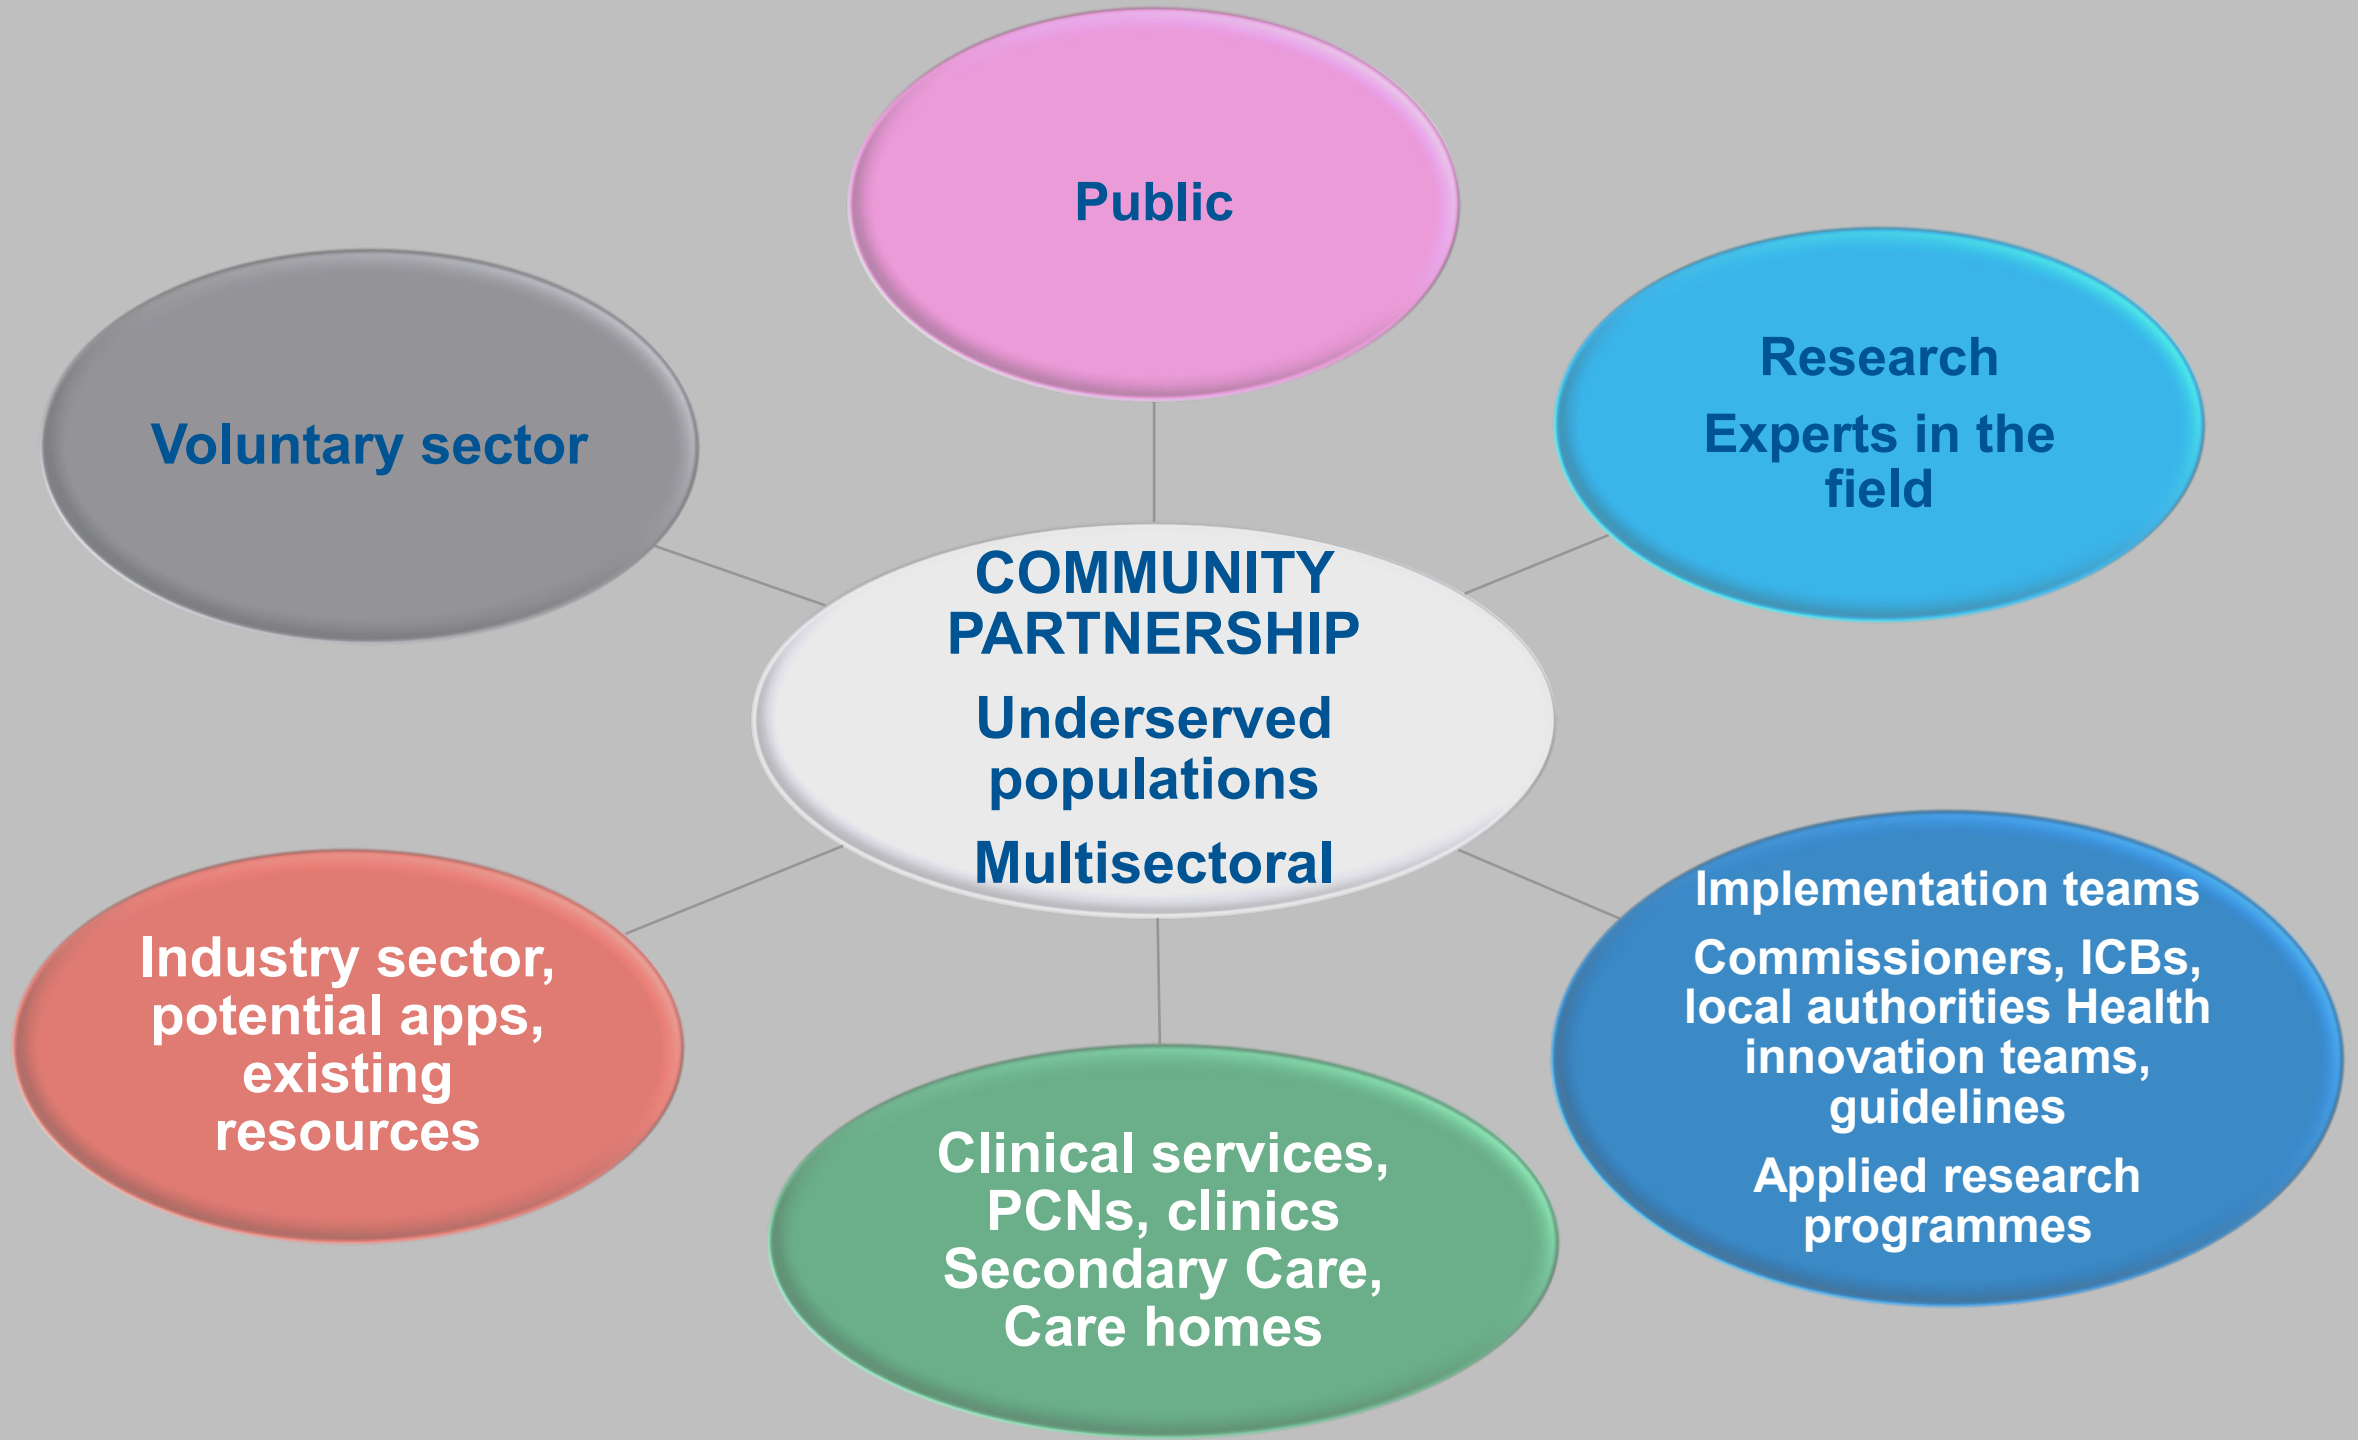 Public
Voluntary sector
Research
Experts in the
field
COMMUNITY
PARTNERSHIP
Underserved
populations
Multisectoral
Industry sector,
potential apps,
existing
resources
Clinical services,
PCNs, clinics
Secondary Care,
Care homes
Implementation teams
Commissioners, ICBs,
local authorities Health
innovation teams,
guidelines
Applied research
programmes